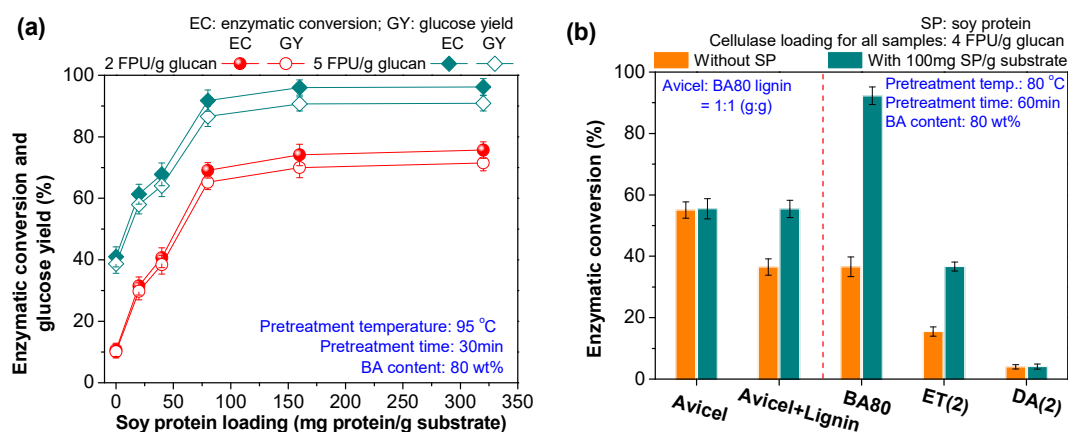 (a)
EC: enzymatic conversion; GY: glucose yield
EC GY EC GY
2 FPU/g glucan 5 FPU/g glucan
Enzymatic conversion and
glucose yield (%)
100
80
60
40
20
0
Pretreatment temperature: 95 °C
Pretreatment time: 30min
BA content: 80 wt%
0 50 100 150 200 250 300 350
Soy protein loading (mg protein/g substrate)
(b)
SP: soy protein
Cellulase loading for all samples: 4 FPU/g glucan
Without SP With 100mg SP/g substrate
Enzymatic conversion (%)
100
80
60
40
20
0
Avicel: BA80 lignin
= 1:1 (g:g)
Pretreatment temp.: 80 °C
Pretreatment time: 60min
BA content: 80 wt%
Avicel Avicel+Lignin BA80 ET(2) DA(2)